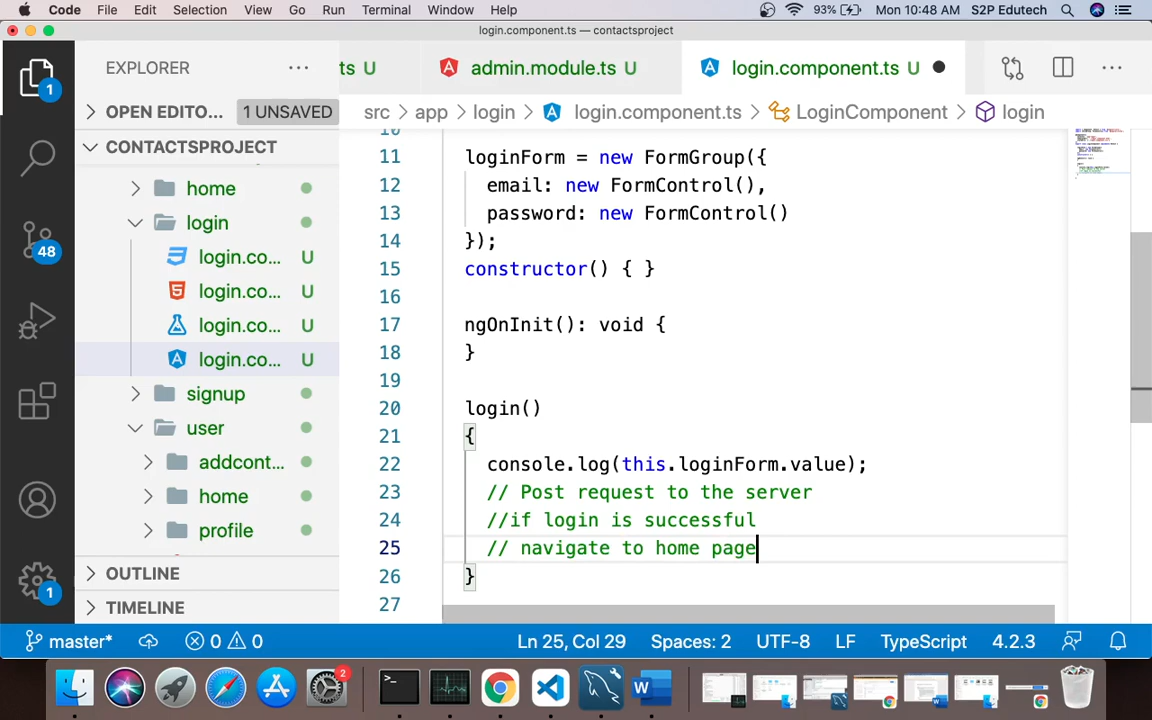 Code File Edit Selection View Go Run Terminal Window Help 93% Mon 10:48 AM S2P Edutech
login.component.ts — contactsproject
EXPLORER ···
ts U admin.module.ts U login.component.ts U
OPEN EDITO... 1 UNSAVED
src > app > login > login.component.ts > LoginComponent > login
CONTACTSPROJECT
home
login
login.co... U
login.co... U
login.co... U
login.co... U
signup
user
addcont...
home
profile
OUTLINE
TIMELINE
1
48
1
10
11 loginForm = new FormGroup({
12 email: new FormControl(),
13 password: new FormControl()
14 });
15 constructor() { }
16
17 ngOnInit(): void {
18 }
19
20 login()
21 {
22 console.log(this.loginForm.value);
23 // Post request to the server
24 //if login is successful
25 // navigate to home page
26 }
27
master* 0 0 Ln 25, Col 29 Spaces: 2 UTF-8 LF TypeScript 4.2.3
2
W